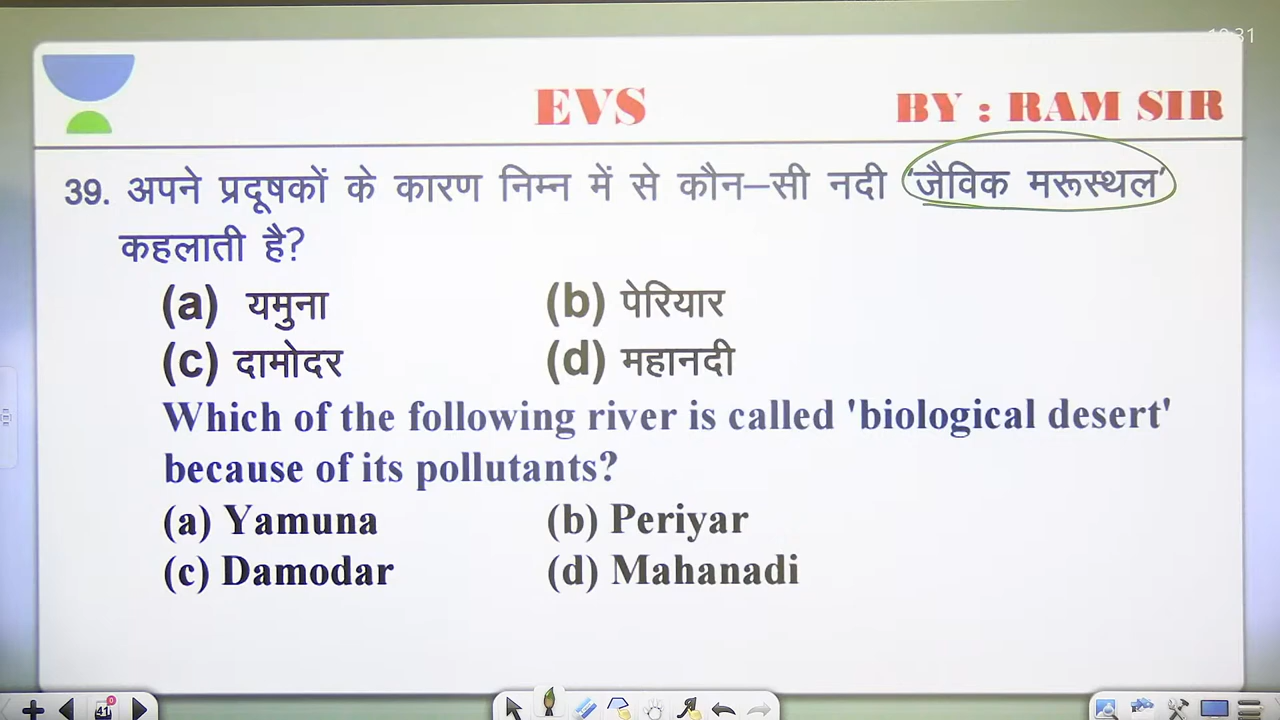 EVS
BY : RAM SIR
39. अपने प्रदूषकों के कारण निम्न में से कौन–सी नदी 'जैविक मरूस्थल'
कहलाती है?
(a) यमुना (b) पेरियार
(c) दामोदर (d) महानदी
Which of the following river is called 'biological desert'
because of its pollutants?
(a) Yamuna (b) Periyar
(c) Damodar (d) Mahanadi
41